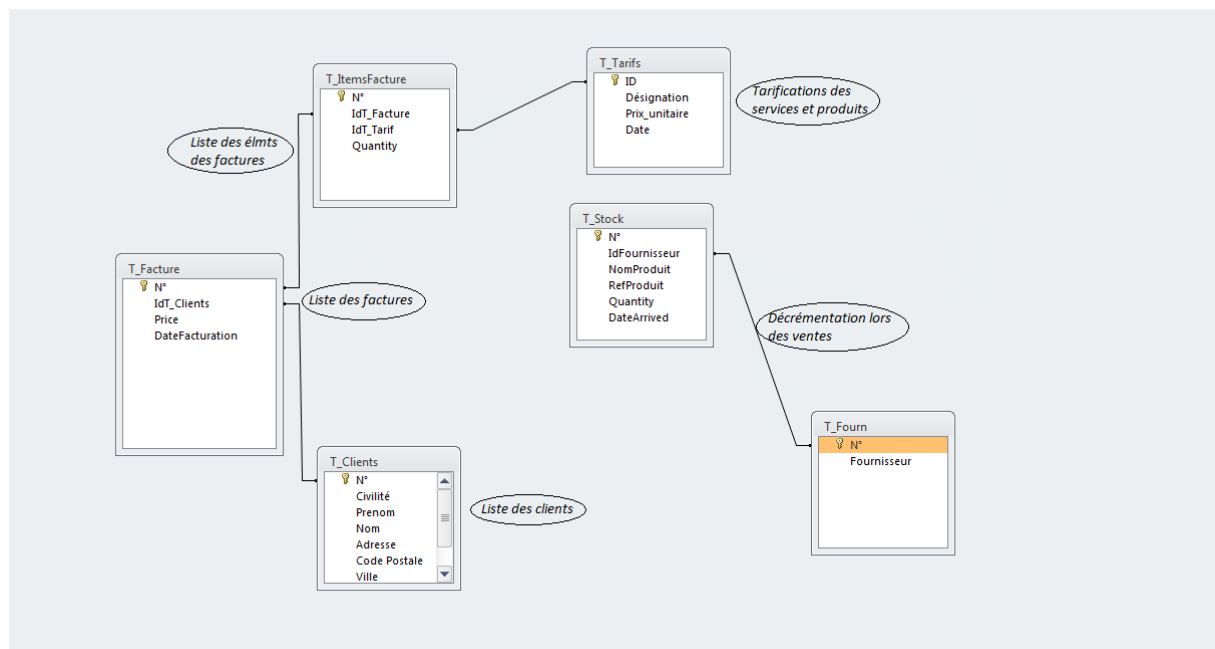 T_ItemsFacture
N°
IdT_Facture
IdT_Tarif
Quantity
T_Tarifs
ID
Désignation
Prix_unitaire
Date
Tarifications des
services et produits
Liste des élmts
des factures
T_Stock
N°
IdFournisseur
NomProduit
RefProduit
Quantity
DateArrived
T_Facture
N°
IdT_Clients
Price
DateFacturation
Liste des factures
Décrémentation lors
des ventes
T_Fourn
N°
Fournisseur
T_Clients
N°
Civilité
Prenom
Nom
Adresse
Code Postale
Ville
Liste des clients